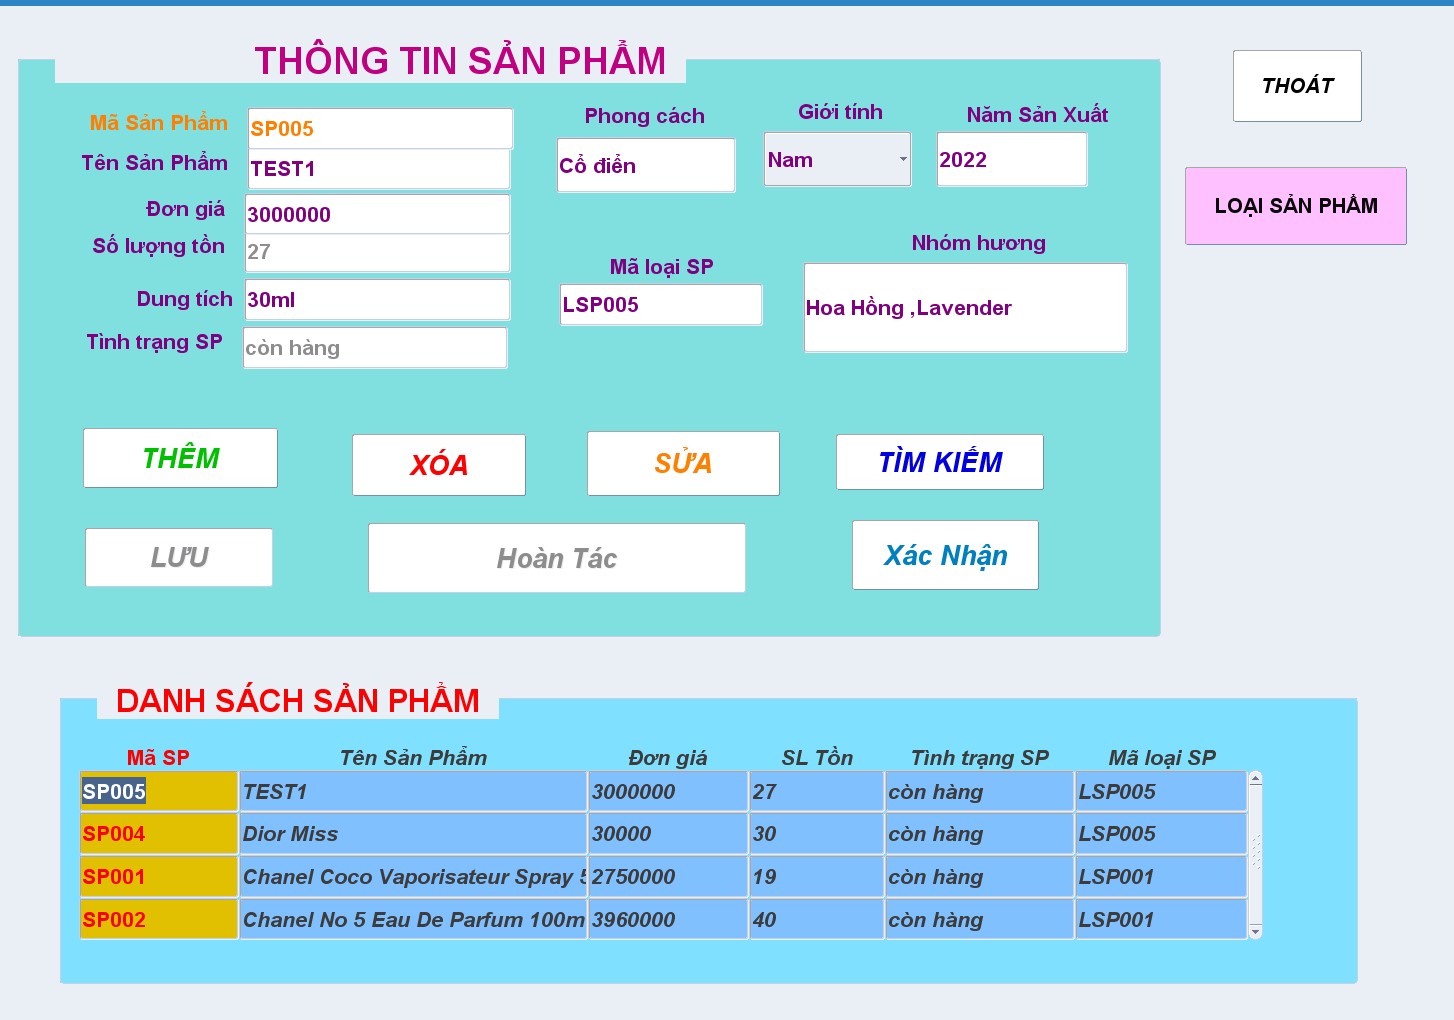 THÔNG TIN SẢN PHẨM
THOÁT
LOẠI SẢN PHẨM
Mã Sản Phẩm SP005
Tên Sản Phẩm TEST1
Đơn giá 3000000
Số lượng tồn 27
Dung tích 30ml
Tình trạng SP còn hàng
Phong cách
Cổ điển
Giới tính
Nam
Năm Sản Xuất
2022
Mã loại SP
LSP005
Nhóm hương
Hoa Hồng ,Lavender
THÊM XÓA SỬA TÌM KIẾM
LƯU Hoàn Tác Xác Nhận
DANH SÁCH SẢN PHẨM
Mã SP Tên Sản Phẩm Đơn giá SL Tồn Tình trạng SP Mã loại SP
SP005 TEST1 3000000 27 còn hàng LSP005
SP004 Dior Miss 30000 30 còn hàng LSP005
SP001 Chanel Coco Vaporisateur Spray 5 2750000 19 còn hàng LSP001
SP002 Chanel No 5 Eau De Parfum 100m 3960000 40 còn hàng LSP001